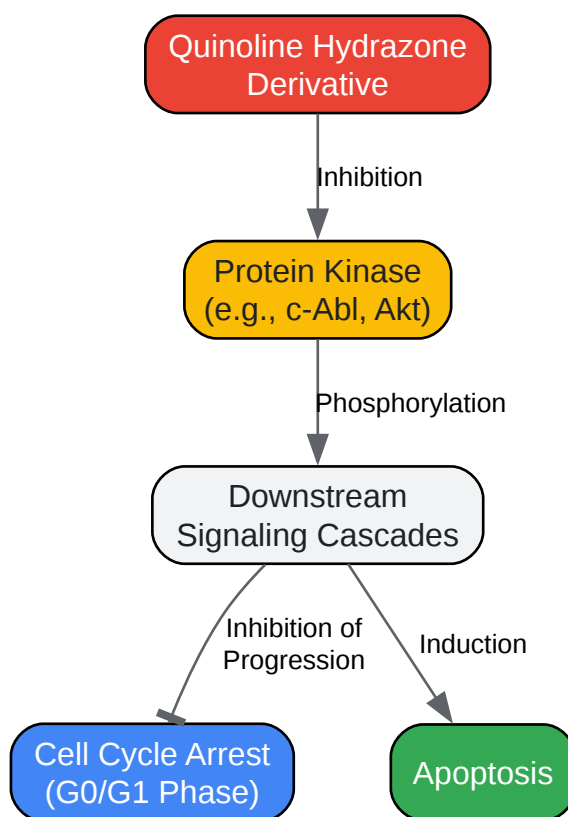 Quinoline Hydrazone
Derivative
Inhibition
Protein Kinase
(e.g., c-Abl, Akt)
Phosphorylation
Downstream
Signaling Cascades
Inhibition of
Progression
Induction
Cell Cycle Arrest
(G0/G1 Phase)
Apoptosis